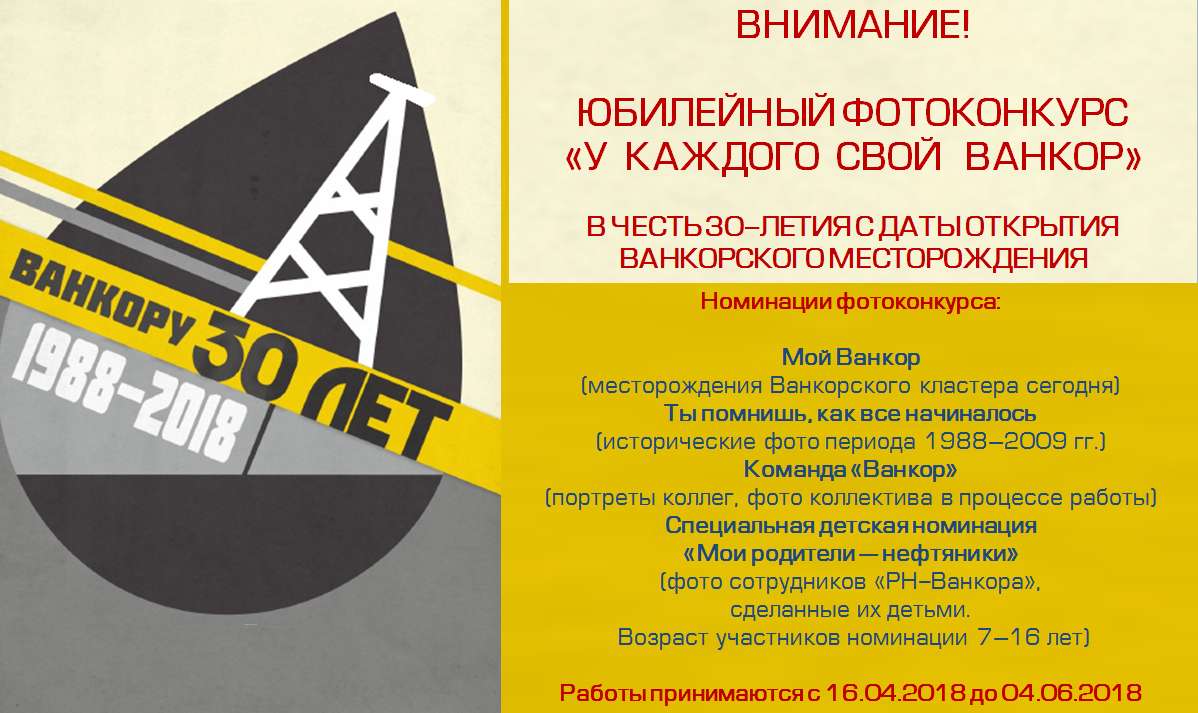 ВАНКОРУ 30 ЛЕТ
1988-2018
ВНИМАНИЕ!
ЮБИЛЕЙНЫЙ ФОТОКОНКУРС
«У КАЖДОГО СВОЙ ВАНКОР»
В ЧЕСТЬ 30-ЛЕТИЯ С ДАТЫ ОТКРЫТИЯ
ВАНКОРСКОГО МЕСТОРОЖДЕНИЯ
Номинации фотоконкурса:
Мой Ванкор
(месторождения Ванкорского кластера сегодня)
Ты помнишь, как все начиналось
(исторические фото периода 1988-2009 гг.)
Команда «Ванкор»
(портреты коллег, фото коллектива в процессе работы)
Специальная детская номинация
«Мои родители — нефтяники»
(фото сотрудников «РН-Ванкора»,
сделанные их детьми.
Возраст участников номинации 7-16 лет)
Работы принимаются с 16.04.2018 до 04.06.2018